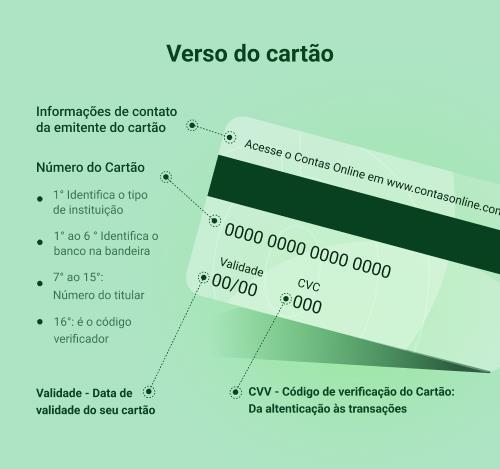 Verso do cartão
Informações de contato
da emitente do cartão
Acesse o Contas Online em www.contasonline.com
Número do Cartão
1° Identifica o tipo
de instituição
1° ao 6 ° Identifica o
banco na bandeira
7° ao 15°:
Número do titular
16°: é o código
verificador
0000 0000 0000 0000
Validade
00/00
CVC
000
Validade - Data de
validade do seu cartão
CVV - Código de verificação do Cartão:
Da altenticação às transações